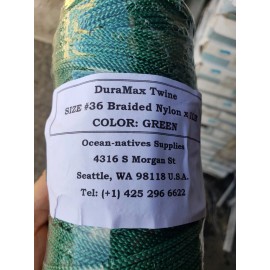 DuraMax Twine
SIZE #36 Braided Nylon x
COLOR: GREEN
Ocean-natives Supplies
4316 S Morgan St
Seattle, WA 98118 U.S.A.
Tel: (+1) 425 296 6622